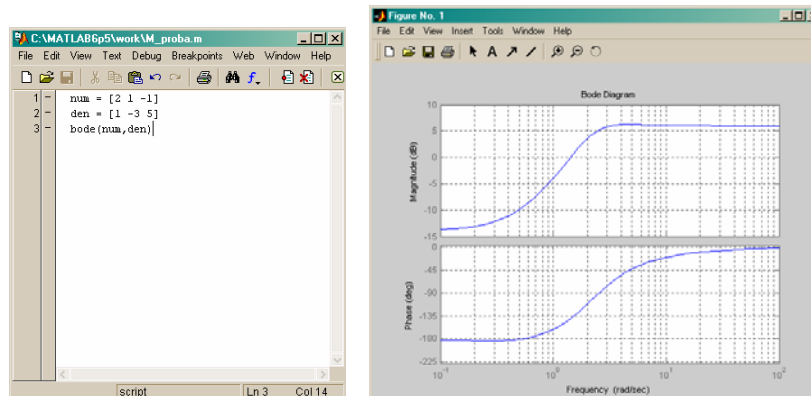 C:\MATLAB6p5\work\M_proba.m
File Edit View Text Debug Breakpoints Web Window Help
1 - num = [2 1 -1]
2 - den = [1 -3 5]
3 - bode(num,den)
script Ln 3 Col 14
Figure No. 1
File Edit View Insert Tools Window Help
Bode Diagram
Magnitude (dB)
10
5
0
-5
-10
-15
Phase (deg)
0
-45
-90
-135
-180
-225
10^-1 10^0 10^1 10^2
Frequency (rad/sec)